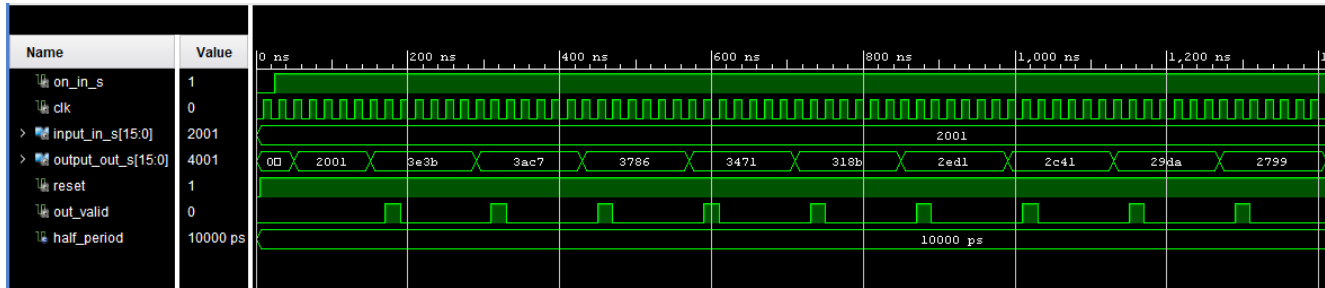 Name Value 0 ns 200 ns 400 ns 600 ns 800 ns 1,000 ns 1,200 ns
on_in_s 1
clk 0
> input_in_s[15:0] 2001 2001
> output_out_s[15:0] 4001 2001 3e3b 3ac7 3786 3471 318b 2ed1 2c41 29da 2799
reset 1
out_valid 0
half_period 10000 ps 10000 ps